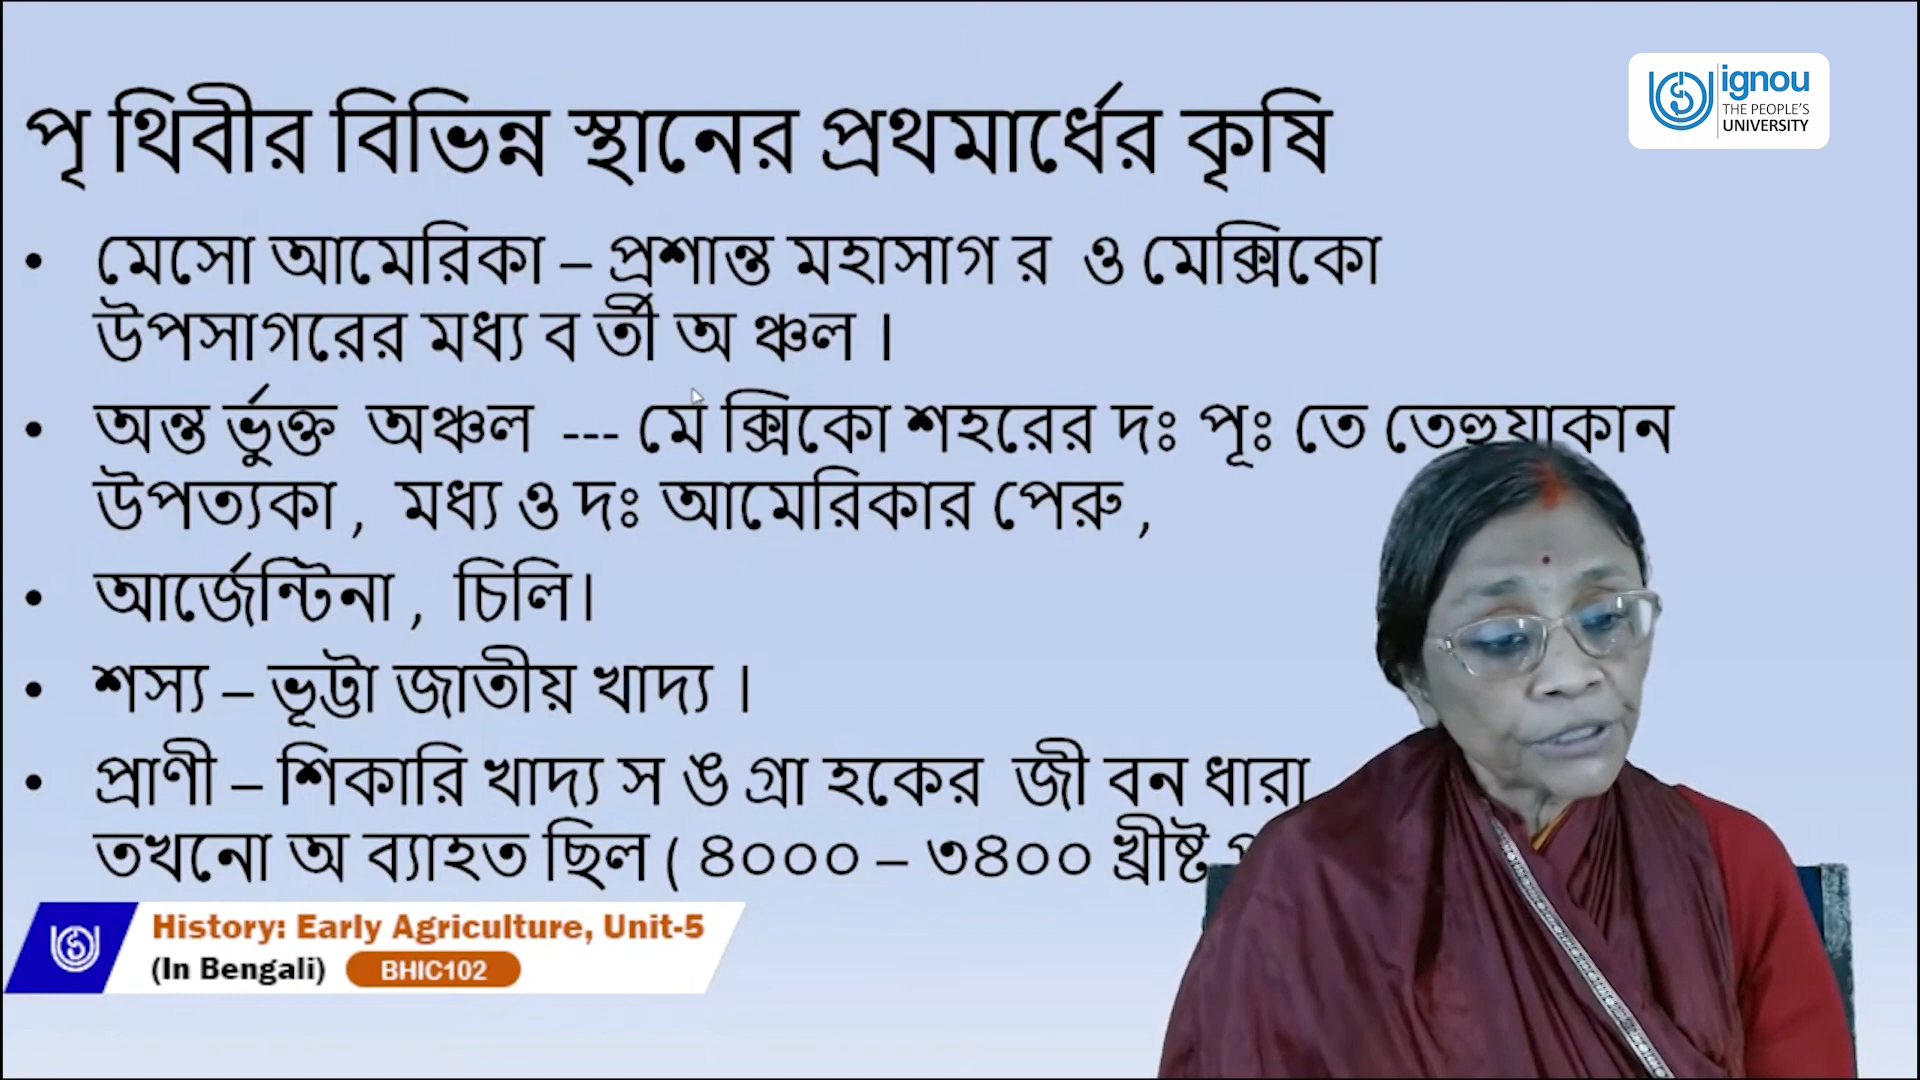 ignou
THE PEOPLE'S
UNIVERSITY
পৃথিবীর বিভিন্ন স্থানের প্রথমার্ধের কৃষি
• মেসো আমেরিকা – প্রশান্ত মহাসাগ র ও মেক্সিকো
উপসাগরের মধ্য ব র্তী অ ঞ্চল ।
• অন্ত র্ভুক্ত অঞ্চল --- মে ক্সিকো শহরের দঃ পূঃ তে তেহুয়াকান
উপত্যকা , মধ্য ও দঃ আমেরিকার পেরু ,
• আর্জেন্টিনা , চিলি।
• শস্য – ভূট্টা জাতীয় খাদ্য ।
• প্রাণী – শিকারি খাদ্য স ঙ গ্রা হকের জী বন ধারা
তখনো অ ব্যাহত ছিল ( ৪০০০ – ৩৪০০ খ্রীষ্ট
History: Early Agriculture, Unit-5
(In Bengali) BHIC102